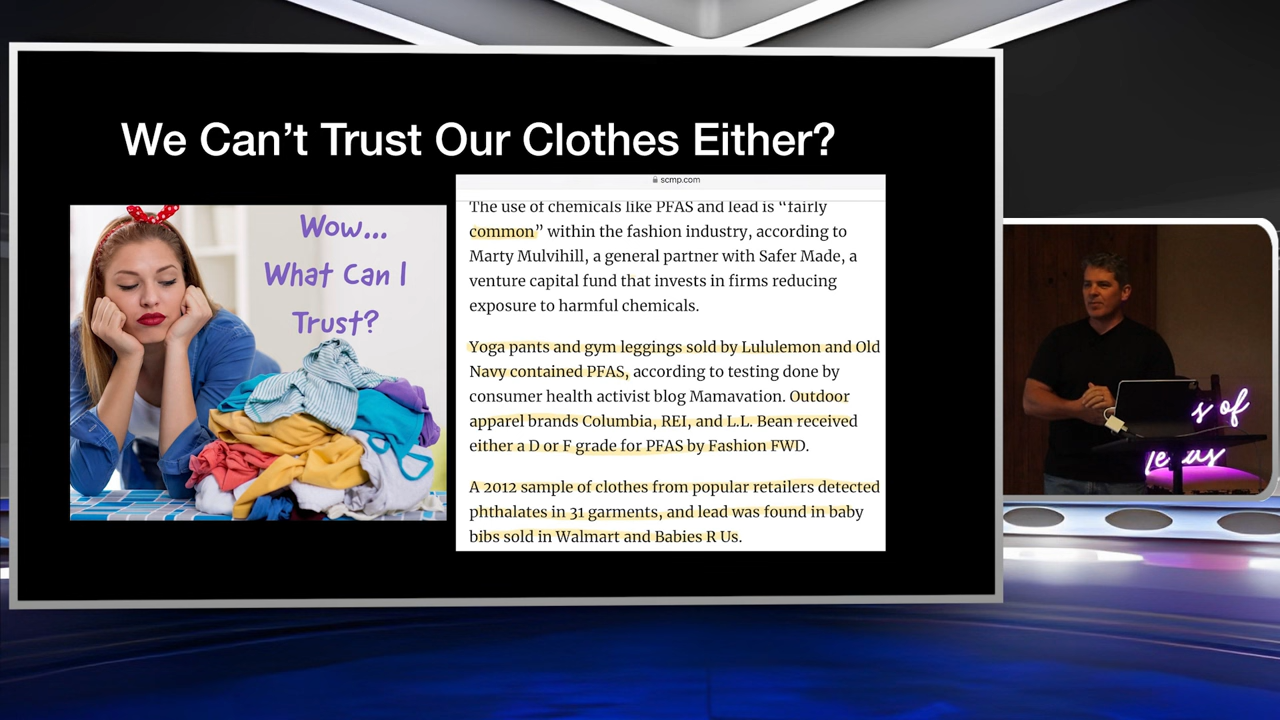 We Can't Trust Our Clothes Either?
Wow...
What Can I
Trust?
scmp.com
The use of chemicals like PFAS and lead is “fairly
common” within the fashion industry, according to
Marty Mulvihill, a general partner with Safer Made, a
venture capital fund that invests in firms reducing
exposure to harmful chemicals.
Yoga pants and gym leggings sold by Lululemon and Old
Navy contained PFAS, according to testing done by
consumer health activist blog Mamavation. Outdoor
apparel brands Columbia, REI, and L.L. Bean received
either a D or F grade for PFAS by Fashion FWD.
A 2012 sample of clothes from popular retailers detected
phthalates in 31 garments, and lead was found in baby
bibs sold in Walmart and Babies R Us.
s of